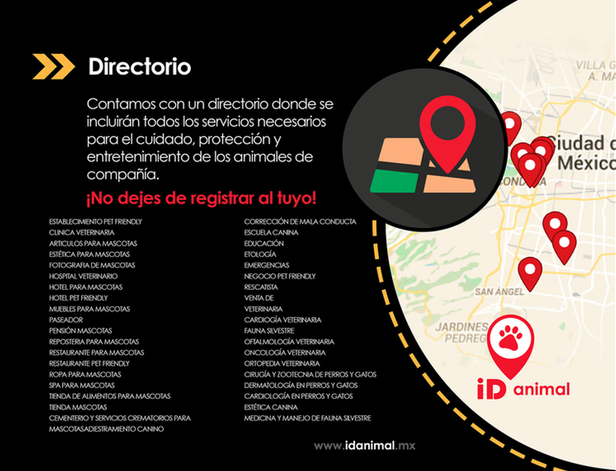 Directorio
Contamos con un directorio donde se
incluirán todos los servicios necesarios
para el cuidado, protección y
entretenimiento de los animales de
compañía.
¡No dejes de registrar al tuyo!
ESTABLECIMIENTO PET FRIENDLY
CLINICA VETERINARIA
ARTICULOS PARA MASCOTAS
ESTÉTICA PARA MASCOTAS
FOTOGRAFIA DE MASCOTAS
HOSPITAL VETERINARIO
HOTEL PARA MASCOTAS
HOTEL PET FRIENDLY
MUEBLES PARA MASCOTAS
PASEADOR
PENSIÓN MASCOTAS
REPOSTERIA PARA MASCOTAS
RESTAURANTE PARA MASCOTAS
RESTAURANTE PET FRIENDLY
ROPA PARA MASCOTAS
SPA PARA MASCOTAS
TIENDA DE ALIMENTOS PARA MASCOTAS
TIENDA MASCOTAS
CEMENTERIO Y SERVICIOS CREMATORIOS PARA
MASCOTASADIESTRAMIENTO CANINO
CORRECCIÓN DE MALA CONDUCTA
ESCUELA CANINA
EDUCACIÓN
ETOLOGÍA
EMERGENCIAS
NEGOCIO PET FRIENDLY
RESCATISTA
VENTA DE
VETERINARIA
CARDIOGÍA VETERINARIA
FAUNA SILVESTRE
OFTALMOLOGÍA VETERINARIA
ONCOLOGÍA VETERINARIA
ORTOPEDIA VETERINARIA
CIRUGÍA Y ZOOTECNIA DE PERROS Y GATOS
DERMATOLOGÍA EN PERROS Y GATOS
CARDIOLOGÍA EN PERROS Y GATOS
ESTÉTICA CANINA
MEDICINA Y MANEJO DE FAUNA SILVESTRE
VILLA G
A. MA
Ciudad d
México
COND
SAN ÁNGEL
JARDINES
PEDREG
iD animal
www.idanimal.mx